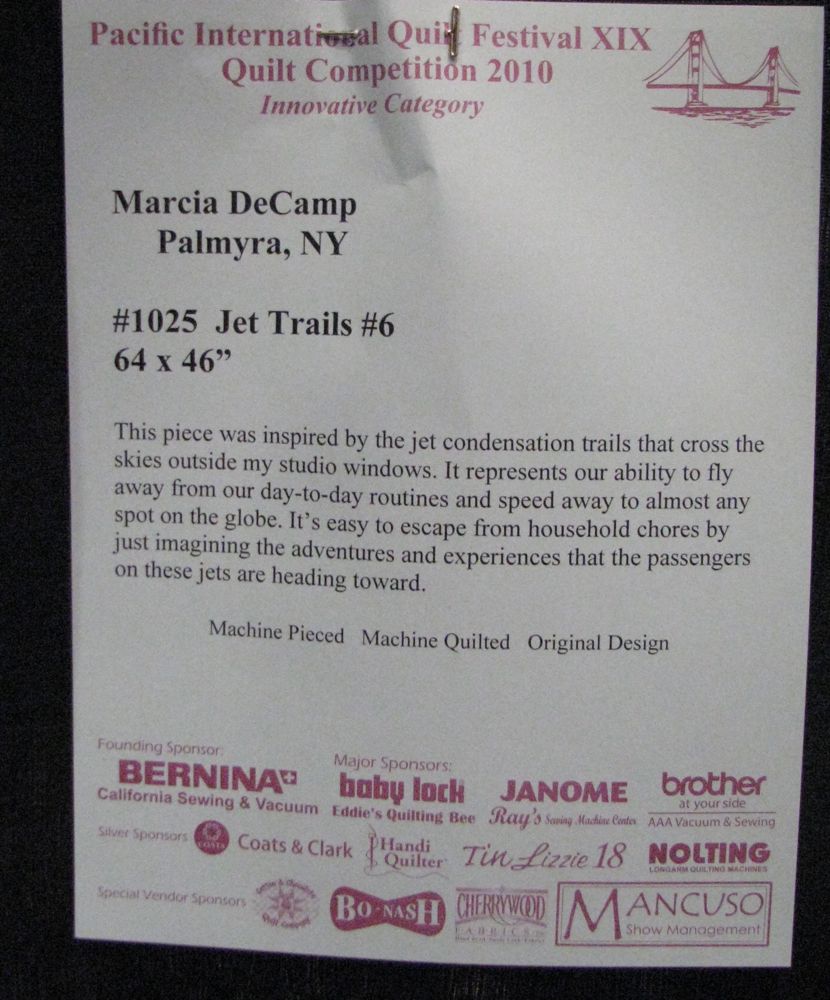 Pacific International Quilt Festival XIX
Quilt Competition 2010
Innovative Category
Marcia DeCamp
Palmyra, NY
#1025 Jet Trails #6
64 x 46”
This piece was inspired by the jet condensation trails that cross the
skies outside my studio windows. It represents our ability to fly
away from our day-to-day routines and speed away to almost any
spot on the globe. It’s easy to escape from household chores by
just imagining the adventures and experiences that the passengers
on these jets are heading toward.
Machine Pieced Machine Quilted Original Design
Founding Sponsor:
BERNINA
California Sewing & Vacuum
Major Sponsors:
baby lock
Eddie's Quilting Bee
JANOME
Ray's Sewing Machine Center
brother
at your side
AAA Vacuum & Sewing
Silver Sponsors
COATS
Coats & Clark
Handi
Quilter
Tin Lizzie 18
NOLTING
LONGARM QUILTING MACHINES
Special Vendor Sponsors
BO-NASH
CHERRYWOOD
FABRICS
MANCUSO
Show Management